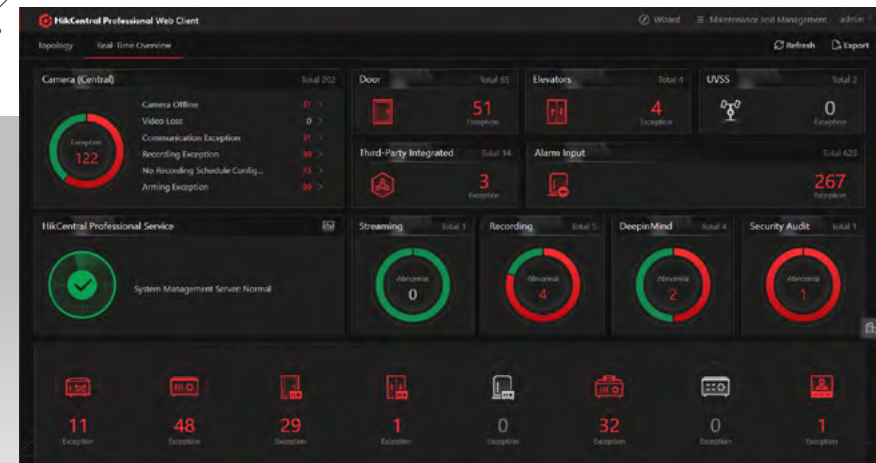 HikCentral Professional Web Client
Wizard
Maintenance and Management
admin
Topology
Real-Time Overview
Refresh
Export
Camera (Central)
Total 202
Exception
122
Camera Offline
Video Loss
0
Communication Exception
Recording Exception
No Recording Schedule Config...
Arming Exception
Door
Total 65
51
Exception
Elevators
Total 4
4
Exception
UVSS
Total 2
0
Exception
Third-Party Integrated
Total 14
3
Exception
Alarm Input
Total 623
267
Exception
HikCentral Professional Service
System Management Server: Normal
Streaming
Total 1
Abnormal
0
Recording
Total 5
Abnormal
4
DeepinMind
Total 4
Abnormal
2
Security Audit
Total 1
Abnormal
1
11
Exception
48
Exception
29
Exception
1
Exception
0
Exception
32
Exception
0
Exception
1
Exception